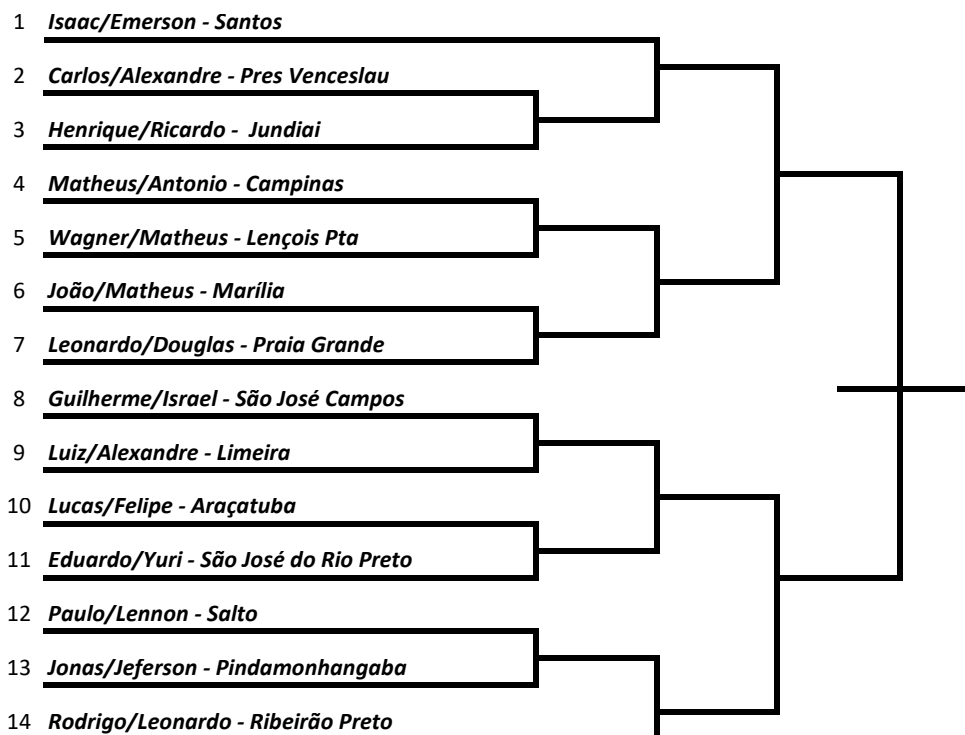 1 Isaac/Emerson - Santos
2 Carlos/Alexandre - Pres Venceslau
3 Henrique/Ricardo - Jundiai
4 Matheus/Antonio - Campinas
5 Wagner/Matheus - Lençois Pta
6 João/Matheus - Marília
7 Leonardo/Douglas - Praia Grande
8 Guilherme/Israel - São José Campos
9 Luiz/Alexandre - Limeira
10 Lucas/Felipe - Araçatuba
11 Eduardo/Yuri - São José do Rio Preto
12 Paulo/Lennon - Salto
13 Jonas/Jeferson - Pindamonhangaba
14 Rodrigo/Leonardo - Ribeirão Preto